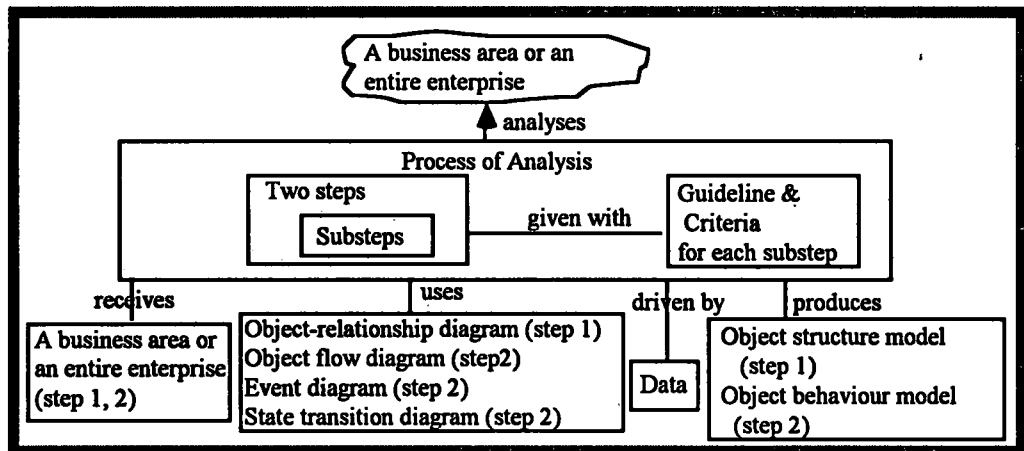 A business area or an
entire enterprise
analyses
Process of Analysis
Two steps
Substeps
given with
Guideline &
Criteria
for each substep
receives
uses
driven by
produces
A business area or
an entire enterprise
(step 1, 2)
Object-relationship diagram (step 1)
Object flow diagram (step2)
Event diagram (step 2)
State transition diagram (step 2)
Data
Object structure model
(step 1)
Object behaviour model
(step 2)